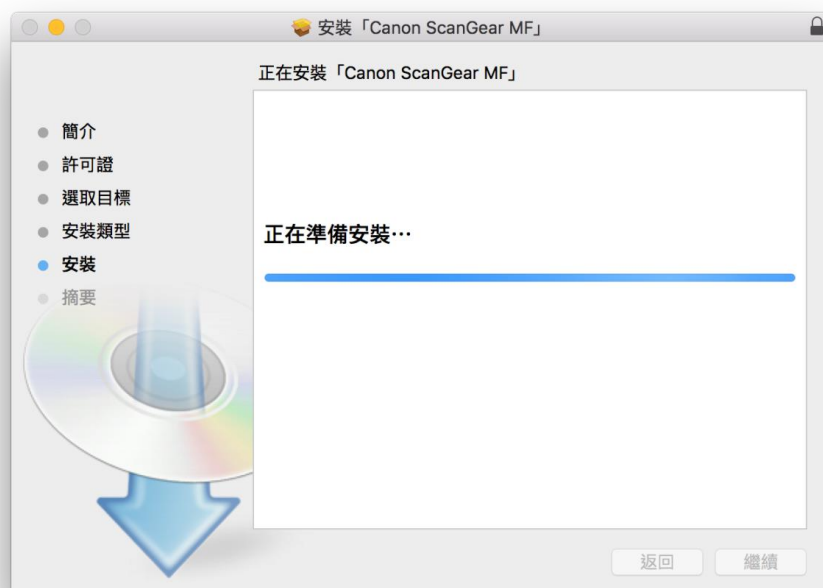 安裝「Canon ScanGear MF」
正在安裝「Canon ScanGear MF」
簡介
許可證
選取目標
安裝類型
安裝
摘要
正在準備安裝⋯
返回
繼續